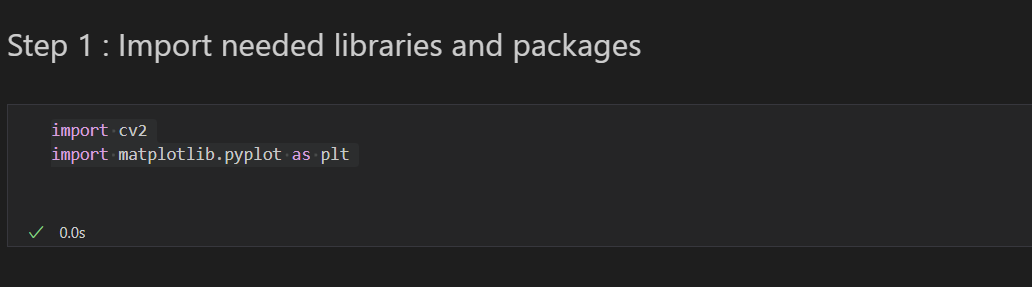 Step 1 : Import needed libraries and packages
import cv2
import matplotlib.pyplot as plt
0.0s